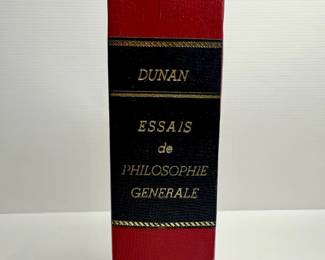 DUNAN
ESSAIS
de
PHILOSOPHIE
GENERALE